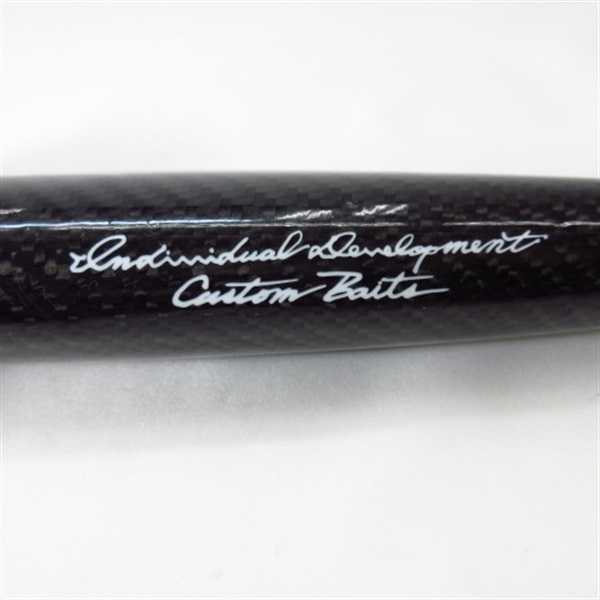 Individual Development
Custom Baits